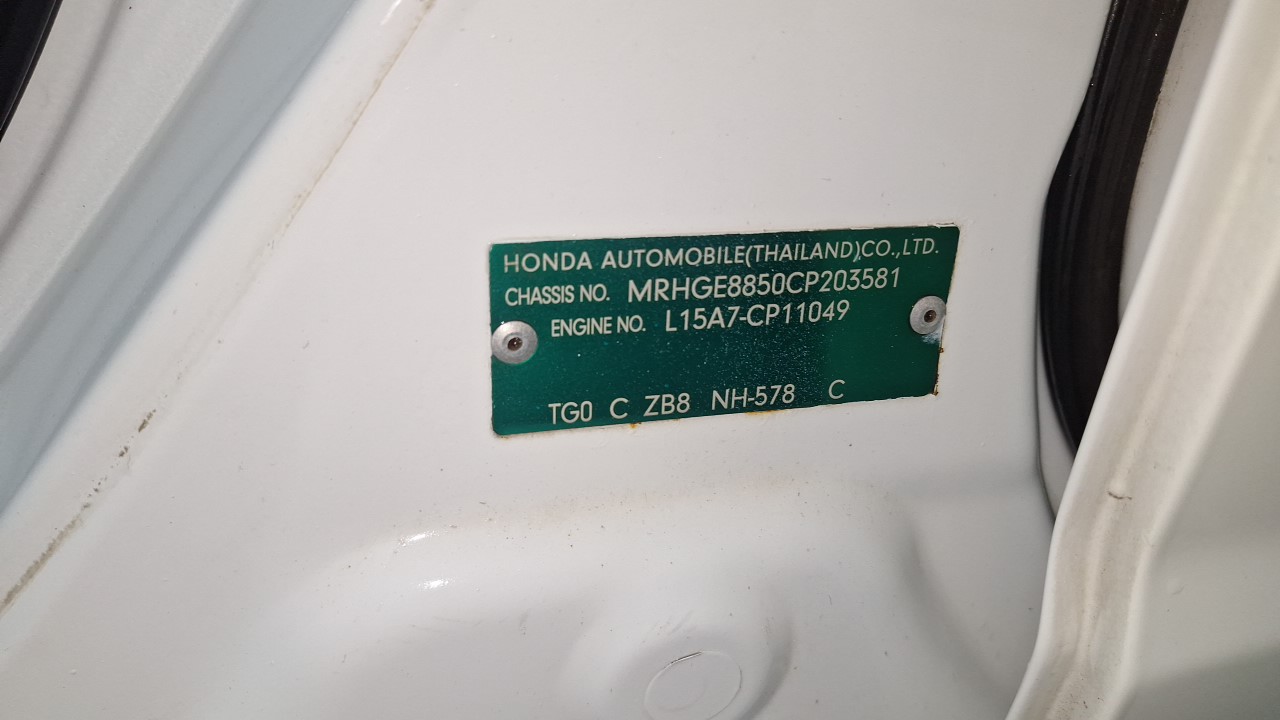 HONDA AUTOMOBILE(THAILAND)CO.,LTD.
CHASSIS NO. MRHGE8850CP203581
ENGINE NO. L15A7-CP11049
TG0 C ZB8 NH-578 C